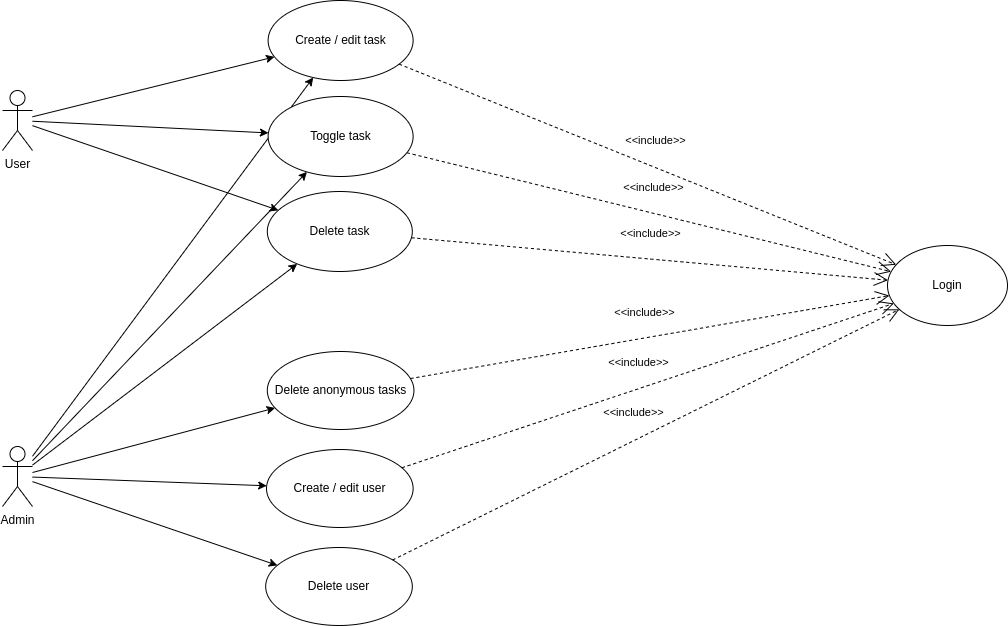 Create / edit task
Toggle task
<<include>>
User
<<include>>
Delete task
<<include>>
Login
<<include>>
<<include>>
Delete anonymous tasks
<<include>>
Create / edit user
Admin
Delete user